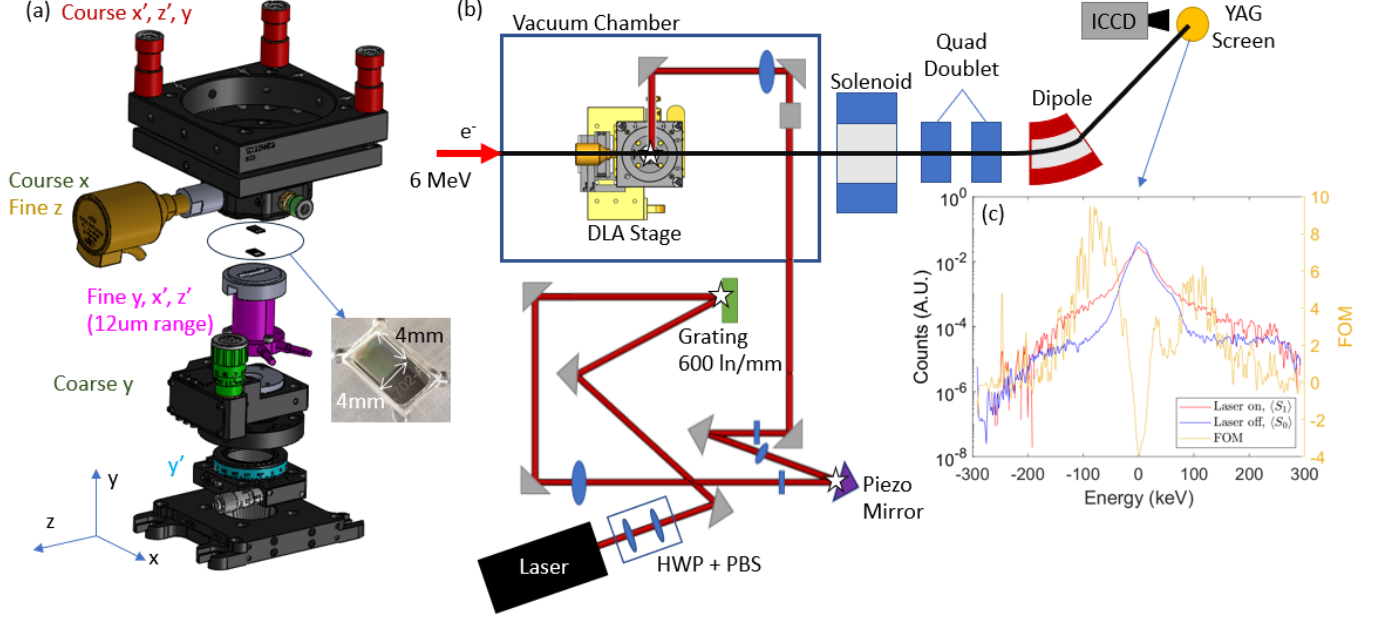 (a)
Course x’, z’, y
Course x
Fine z
Fine y, x’, z’
(12um range)
4mm
4mm
Coarse y
y’
y
z
x
(b)
Vacuum Chamber
e-
6 MeV
DLA Stage
Solenoid
Quad
Doublet
Dipole
ICCD
YAG
Screen
Grating
600 ln/mm
Piezo
Mirror
Laser
HWP + PBS
(c)
Counts (A.U.)
10^0
10^-2
10^-4
10^-6
10^-8
-300 -200 -100 0 100 200 300
Energy (keV)
FOM
10
8
6
4
2
0
-2
-4
Laser on, ⟨S1⟩
Laser off, ⟨S0⟩
FOM